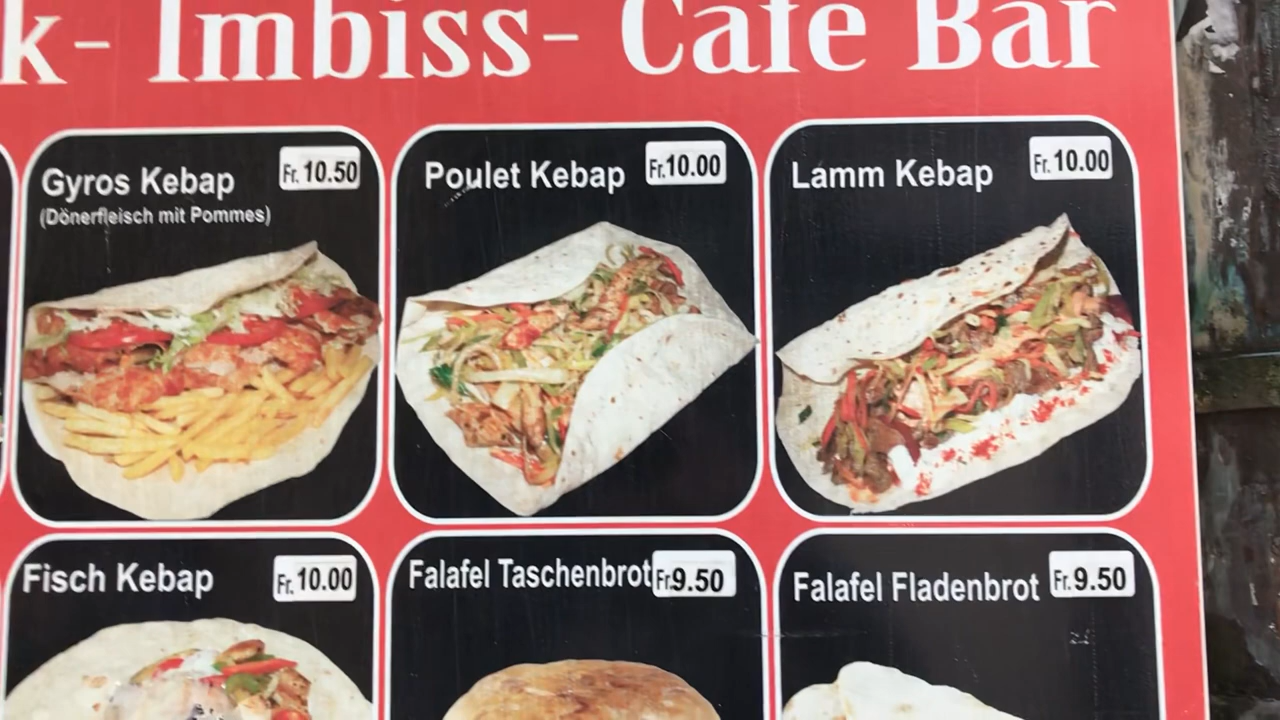 k - Imbiss - Cafe Bar
Gyros Kebap Fr. 10.50
(Dönerfleisch mit Pommes)
Poulet Kebap Fr. 10.00
Lamm Kebap Fr. 10.00
Fisch Kebap Fr. 10.00
Falafel Taschenbrot Fr. 9.50
Falafel Fladenbrot Fr. 9.50